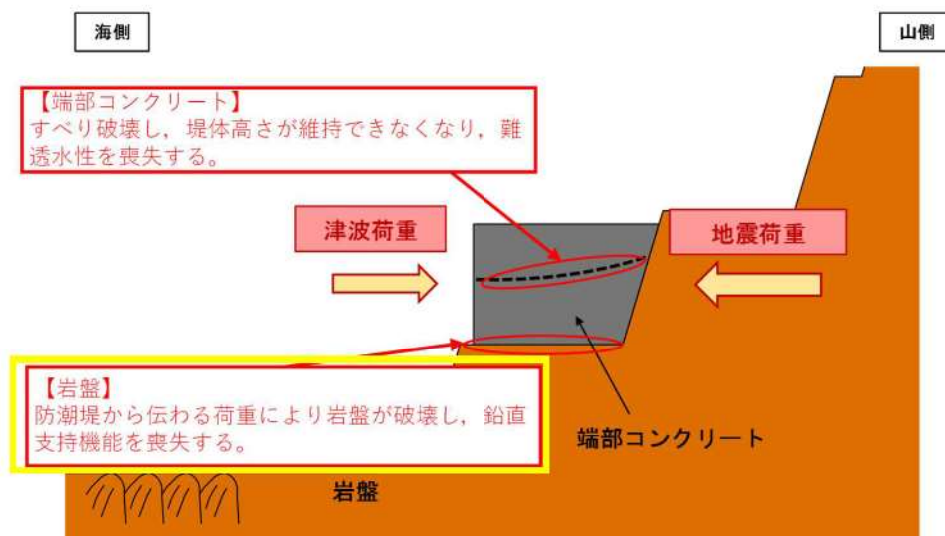 海側
山側
【端部コンクリート】
すべり破壊し，堤体高さが維持できなくなり，難
透水性を喪失する。
津波荷重
地震荷重
【岩盤】
防潮堤から伝わる荷重により岩盤が破壊し，鉛直
支持機能を喪失する。
端部コンクリート
岩盤